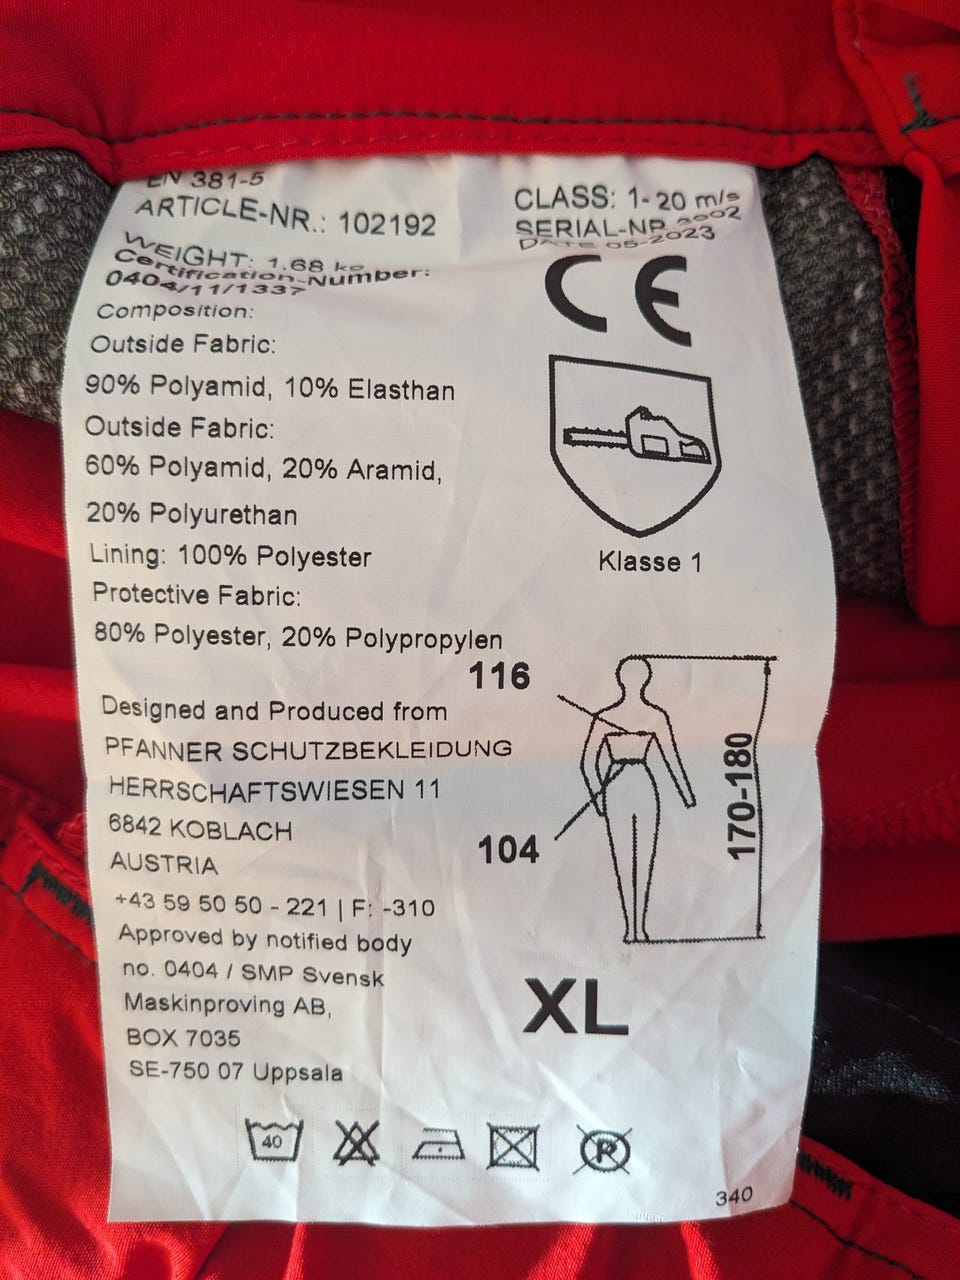 EN 381-5
ARTICLE-NR.: 102192
WEIGHT: 1.68 kg
Certification-Number:
0404/11/1337
CLASS: 1- 20 m/s
SERIAL-NR
DATE 05-2023
CE
Composition:
Outside Fabric:
90% Polyamid, 10% Elasthan
Outside Fabric:
60% Polyamid, 20% Aramid,
20% Polyurethan
Lining: 100% Polyester
Protective Fabric:
80% Polyester, 20% Polypropylen
Klasse 1
116
104
170-180
XL
Designed and Produced from
PFANNER SCHUTZBEKLEIDUNG
HERRSCHAFTSWIESEN 11
6842 KOBLACH
AUSTRIA
+43 59 50 50 - 221 | F: -310
Approved by notified body
no. 0404 / SMP Svensk
Maskinproving AB,
BOX 7035
SE-750 07 Uppsala
40
P
340